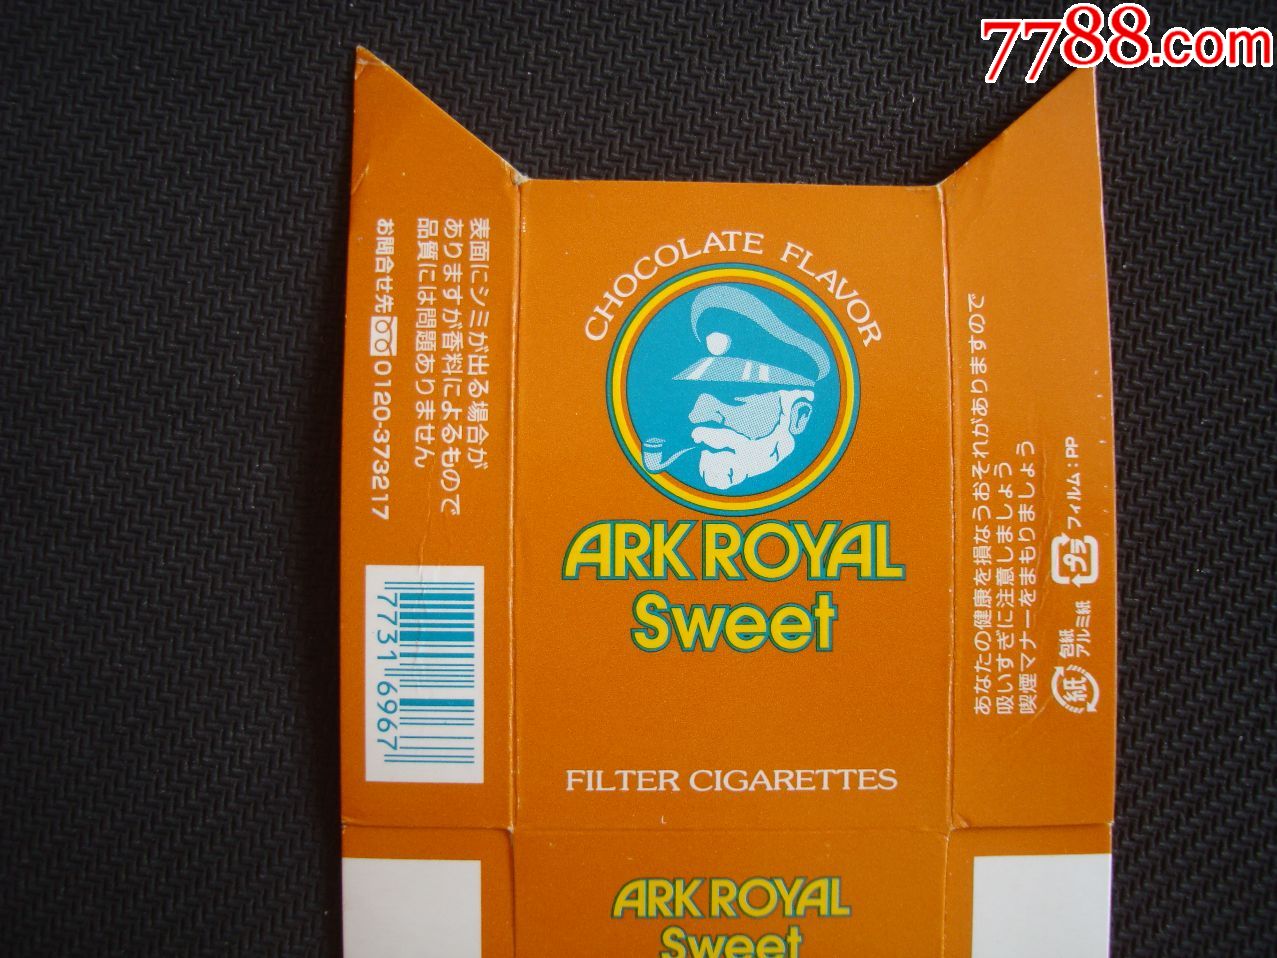 7788.com
表面にシミが出る場合が
ありますが香料によるもので
品質には問題ありません
お問合せ先 0120-373217
7731 6967
CHOCOLATE FLAVOR
ARK ROYAL
Sweet
FILTER CIGARETTES
ARK ROYAL
Sweet
あなたの健康を損なうおそれがありますので
吸いすぎに注意しましょう
喫煙マナーをまもりましょう
プラ フィルム:PP
紙 包紙
アルミ紙